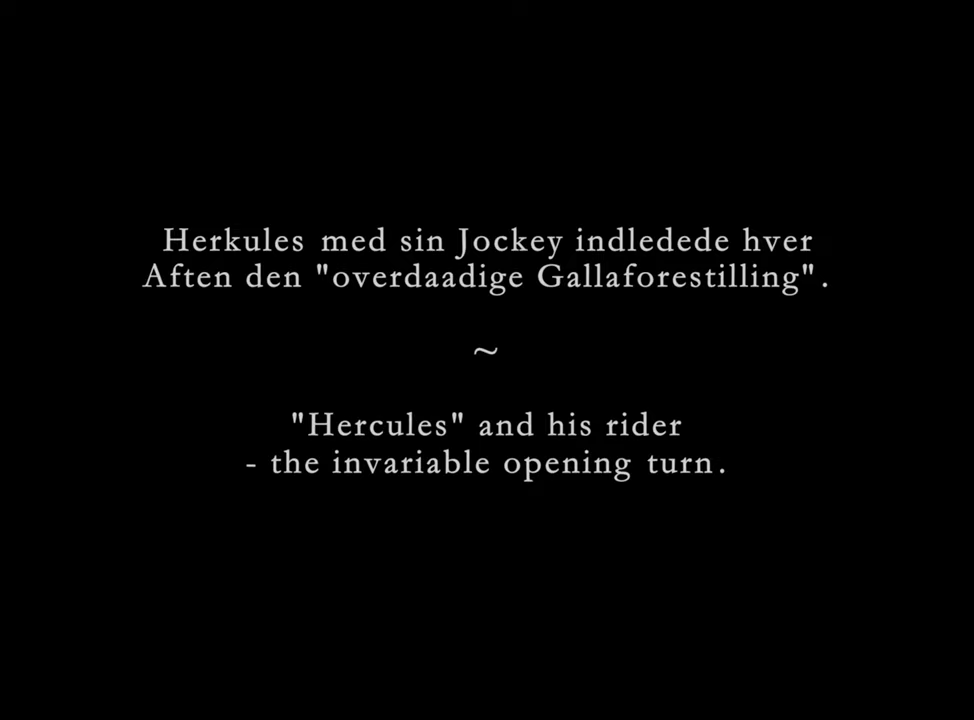 Herkules med sin Jockey indledede hver
Aften den "overdaadige Gallaforestilling".
~
"Hercules" and his rider
- the invariable opening turn.